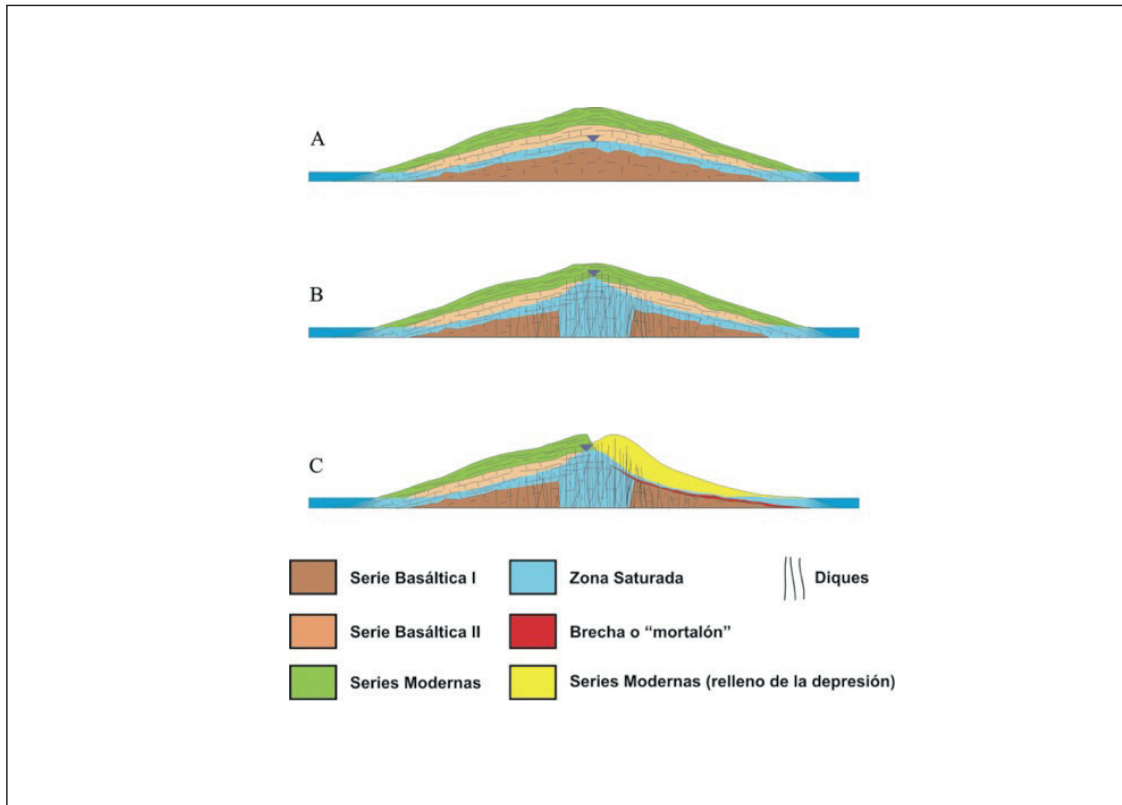 A
B
C
Serie Basáltica I
Zona Saturada
Diques
Serie Basáltica II
Brecha o “mortalón”
Series Modernas
Series Modernas (relleno de la depresión)